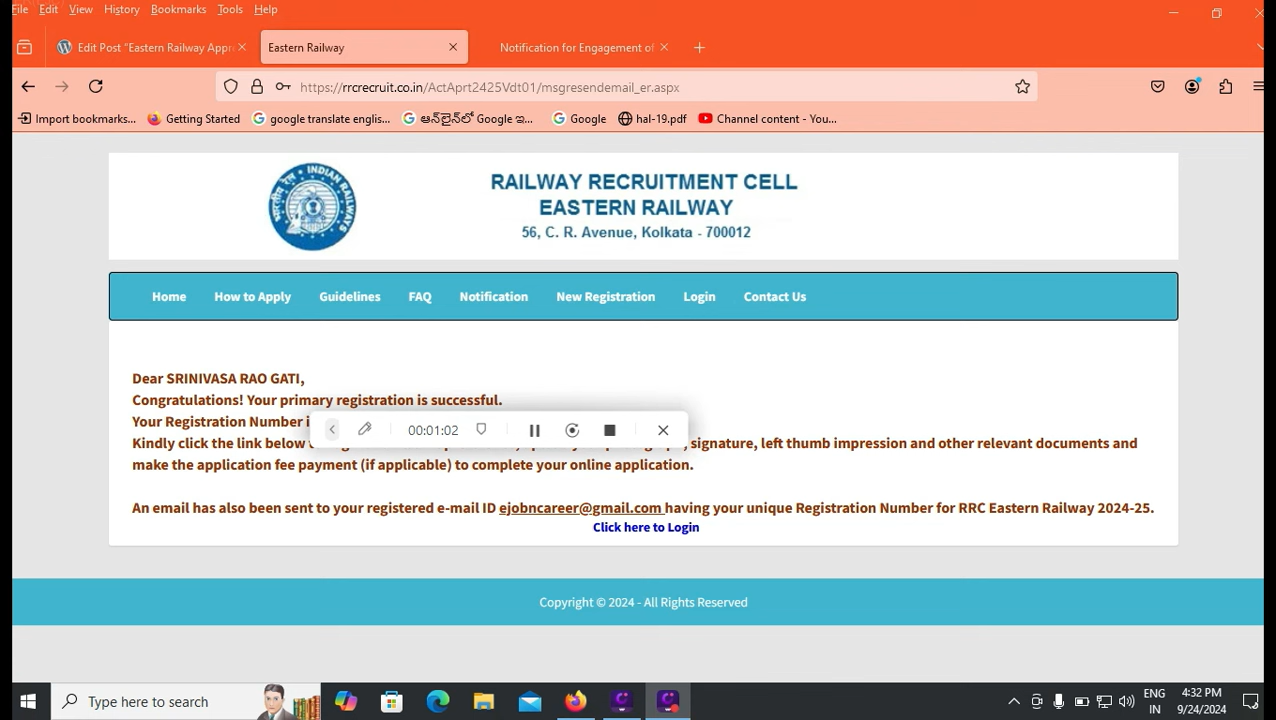 File Edit View History Bookmarks Tools Help
Edit Post "Eastern Railway Appre
Eastern Railway
Notification for Engagement of
https://rrcrecruit.co.in/ActAprt2425Vdt01/msgresendemail_er.aspx
Import bookmarks... Getting Started google translate englis... ఆన్‌లైన్‌లో Google ఇ... Google hal-19.pdf Channel content - You...
INDIAN RAILWAYS
भारतीय रेल
RAILWAY RECRUITMENT CELL
EASTERN RAILWAY
56, C. R. Avenue, Kolkata - 700012
Home How to Apply Guidelines FAQ Notification New Registration Login Contact Us
Dear SRINIVASA RAO GATI,
Congratulations! Your primary registration is successful.
Your Registration Number i
00:01:02
Kindly click the link below signature, left thumb impression and other relevant documents and
make the application fee payment (if applicable) to complete your online application.
An email has also been sent to your registered e-mail ID ejobncareer@gmail.com having your unique Registration Number for RRC Eastern Railway 2024-25.
Click here to Login
Copyright © 2024 - All Rights Reserved
Type here to search
ENG
IN
4:32 PM
9/24/2024